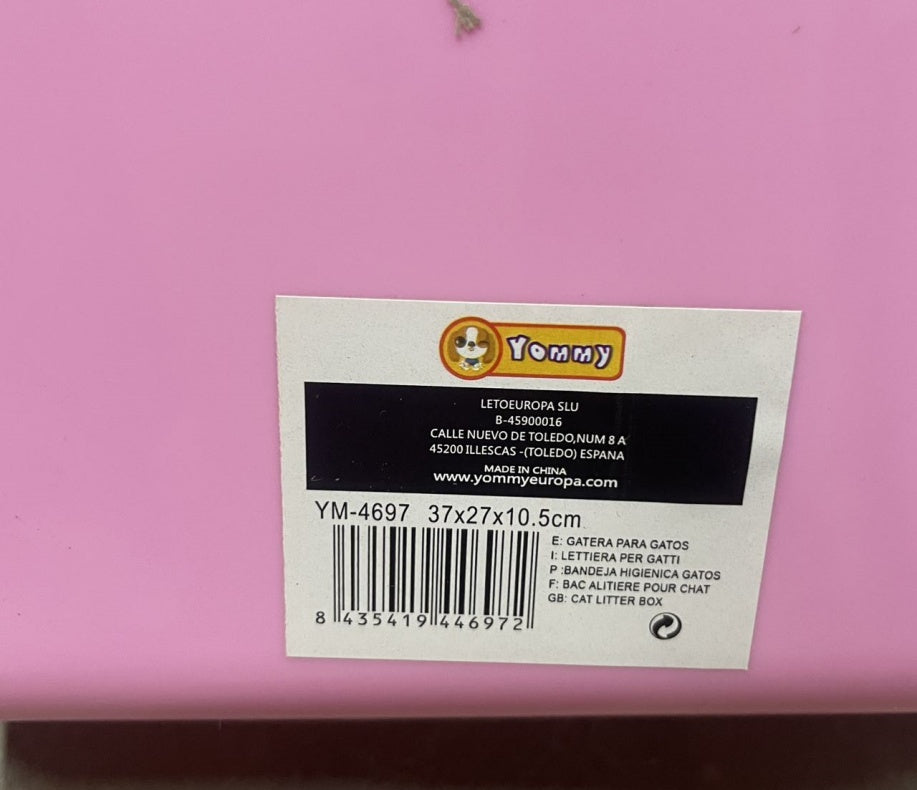 Yommy
LETOEUROPA SLU
B-45900016
CALLE NUEVO DE TOLEDO,NUM 8 A
45200 ILLESCAS -(TOLEDO) ESPANA
MADE IN CHINA
www.yommyeuropa.com
YM-4697 37x27x10.5cm
E: GATERA PARA GATOS
I: LETTIERA PER GATTI
P :BANDEJA HIGIENICA GATOS
F: BAC ALITIERE POUR CHAT
GB: CAT LITTER BOX
8 435419 446972